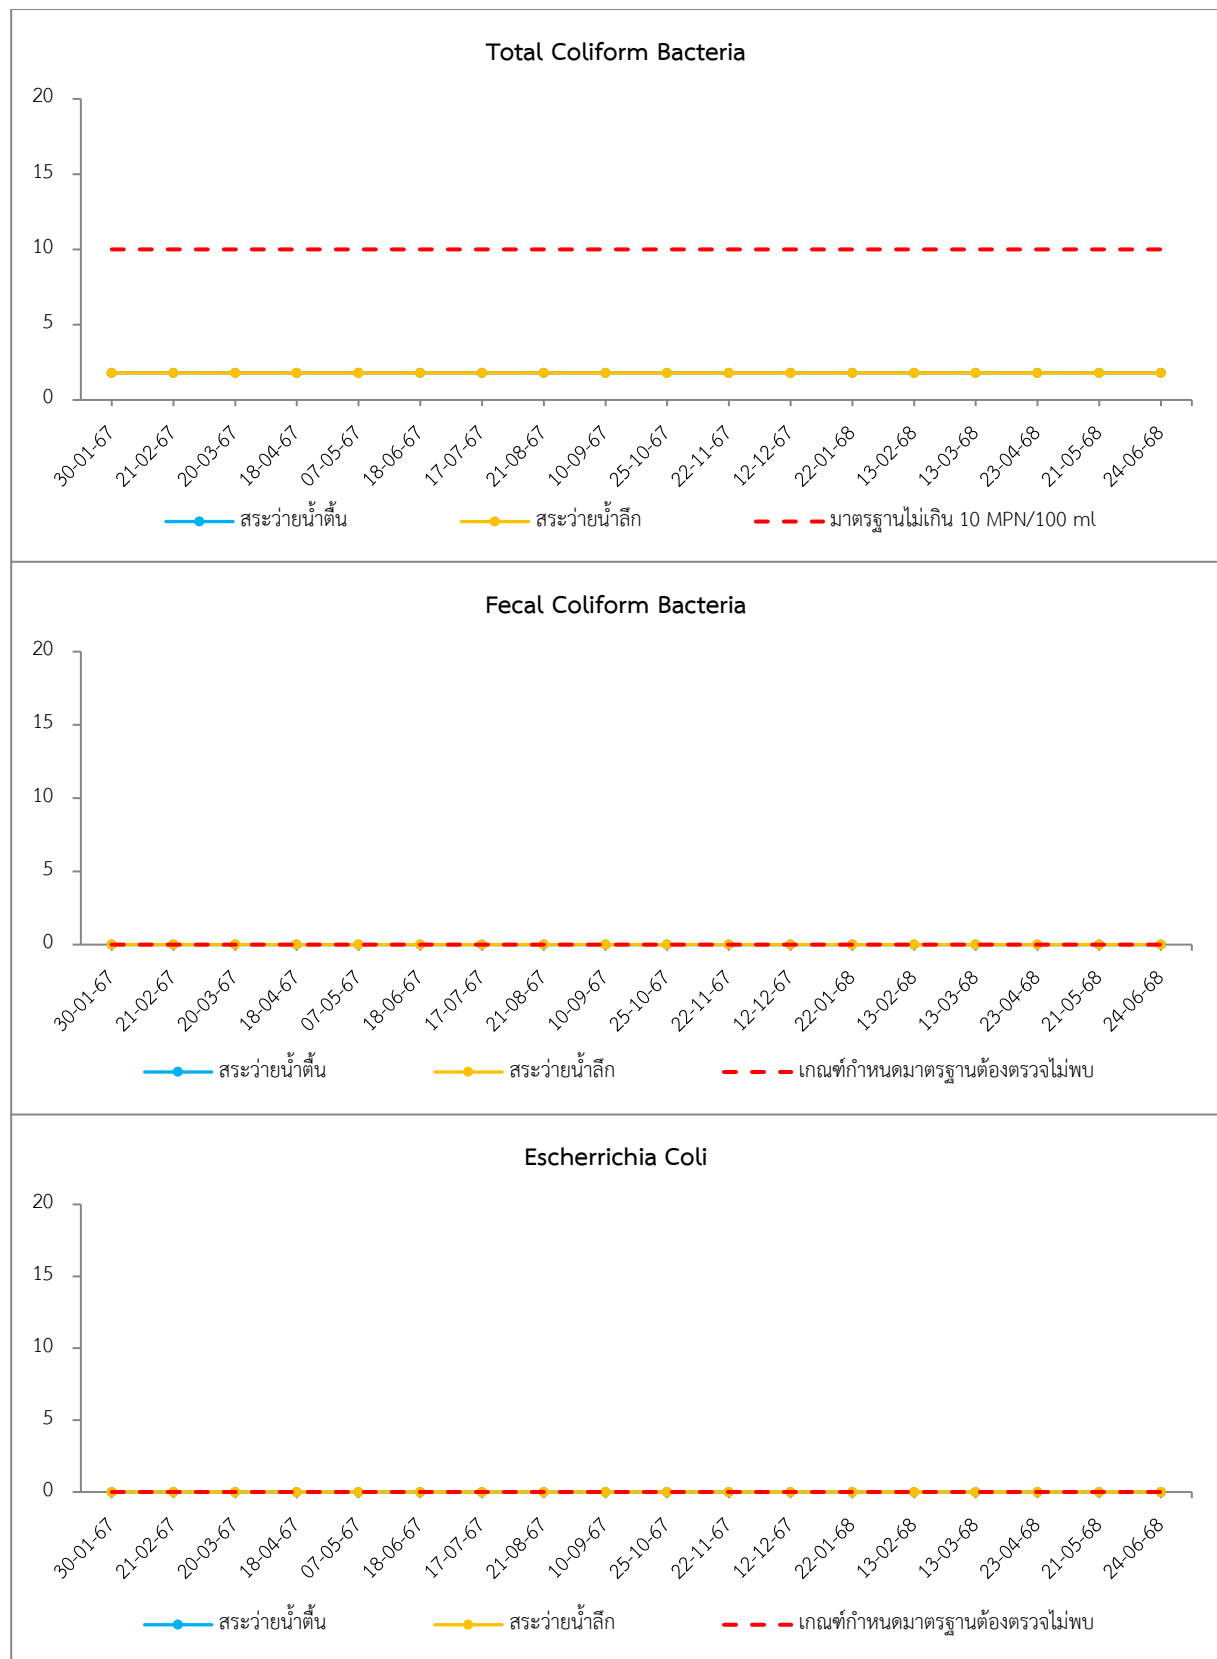 Total Coliform Bacteria
20
15
10
5
0
30-01-67 21-02-67 20-03-67 18-04-67 07-05-67 18-06-67 17-07-67 21-08-67 10-09-67 25-10-67 22-11-67 12-12-67 22-01-68 13-02-68 13-03-68 23-04-68 21-05-68 24-06-68
สระว่ายน้ำตื้น สระว่ายน้ำลึก มาตรฐานไม่เกิน 10 MPN/100 ml
Fecal Coliform Bacteria
20
15
10
5
0
30-01-67 21-02-67 20-03-67 18-04-67 07-05-67 18-06-67 17-07-67 21-08-67 10-09-67 25-10-67 22-11-67 12-12-67 22-01-68 13-02-68 13-03-68 23-04-68 21-05-68 24-06-68
สระว่ายน้ำตื้น สระว่ายน้ำลึก เกณฑ์กำหนดมาตรฐานต้องตรวจไม่พบ
Escherrichia Coli
20
15
10
5
0
30-01-67 21-02-67 20-03-67 18-04-67 07-05-67 18-06-67 17-07-67 21-08-67 10-09-67 25-10-67 22-11-67 12-12-67 22-01-68 13-02-68 13-03-68 23-04-68 21-05-68 24-06-68
สระว่ายน้ำตื้น สระว่ายน้ำลึก เกณฑ์กำหนดมาตรฐานต้องตรวจไม่พบ